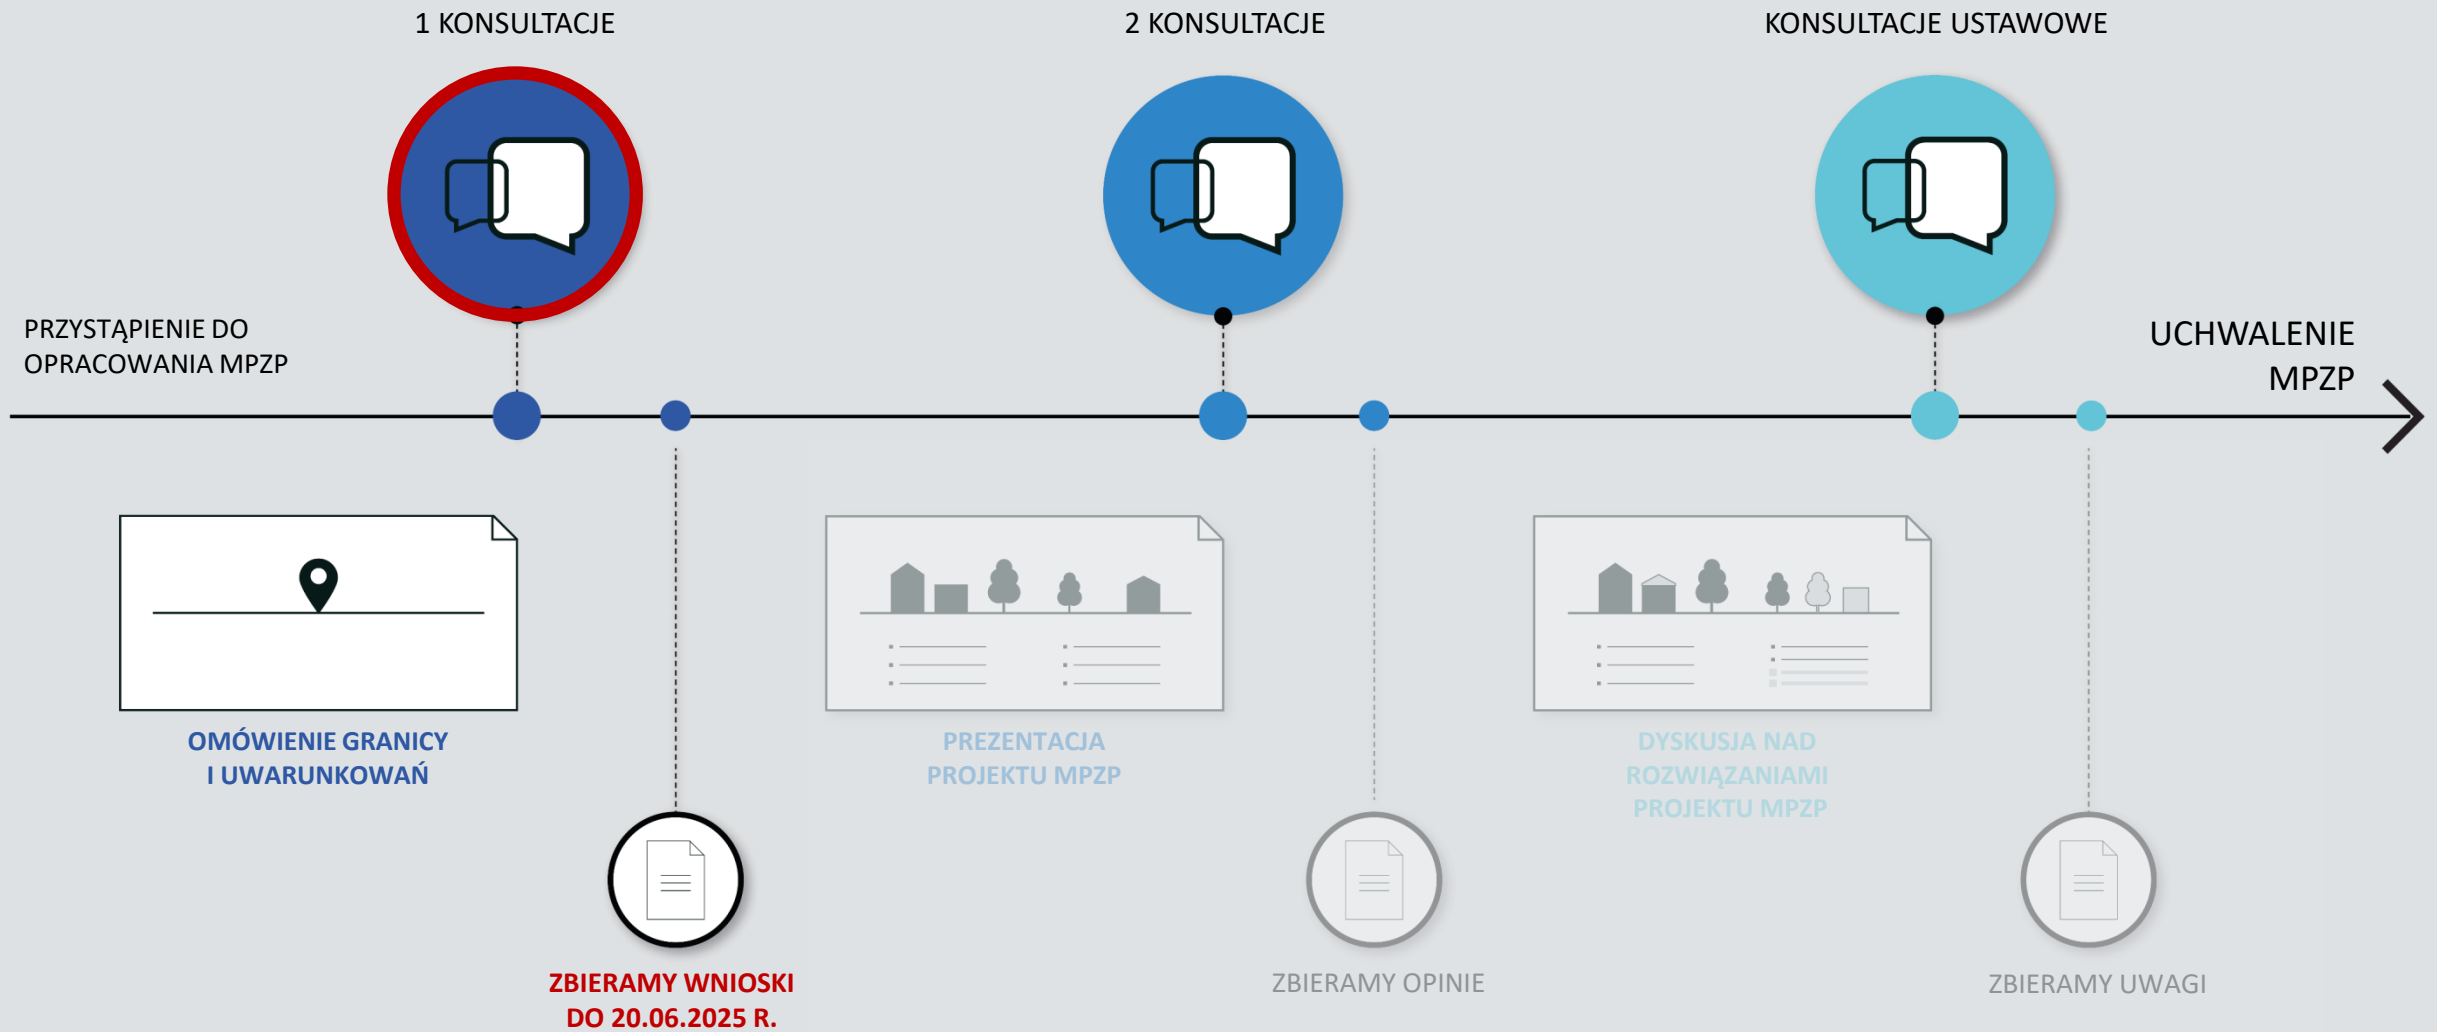 1 KONSULTACJE
2 KONSULTACJE
KONSULTACJE USTAWOWE
PRZYSTĄPIENIE DO
OPRACOWANIA MPZP
UCHWALENIE
MPZP
OMÓWIENIE GRANICY
I UWARUNKOWAŃ
PREZENTACJA
PROJEKTU MPZP
DYSKUSJA NAD
ROZWIĄZANIAMI
PROJEKTU MPZP
ZBIERAMY WNIOSKI
DO 20.06.2025 R.
ZBIERAMY OPINIE
ZBIERAMY UWAGI